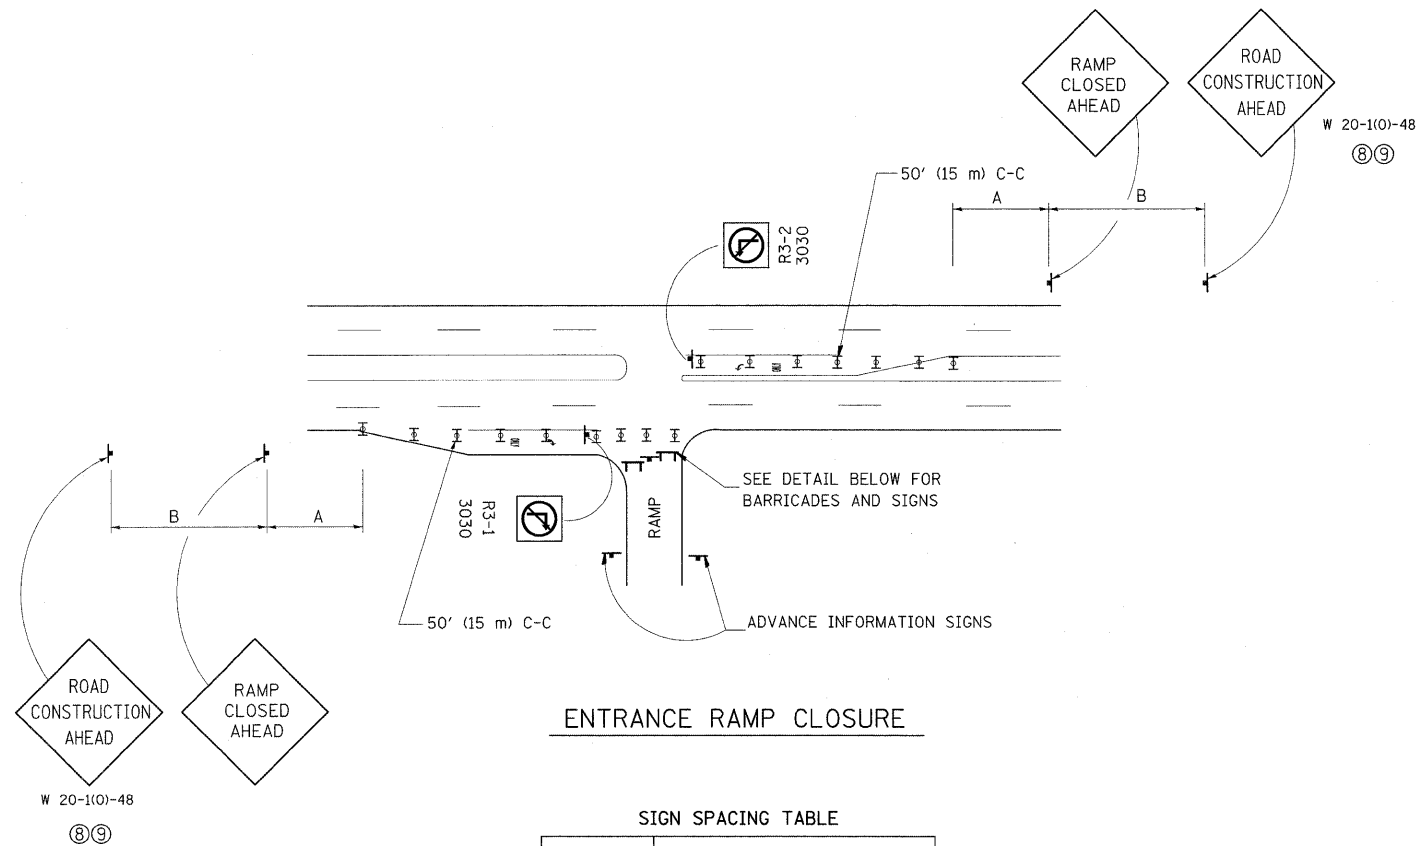 RAMP
CLOSED
AHEAD
ROAD
CONSTRUCTION
AHEAD
W 20-1(O)-48
⑧⑨
50' (15 m) C-C
A
B
R3-2
3030
SEE DETAIL BELOW FOR
BARRICADES AND SIGNS
RAMP
R3-1
3030
B
A
50' (15 m) C-C
ADVANCE INFORMATION SIGNS
ROAD
CONSTRUCTION
AHEAD
RAMP
CLOSED
AHEAD
W 20-1(O)-48
⑧⑨
ENTRANCE RAMP CLOSURE
SIGN SPACING TABLE